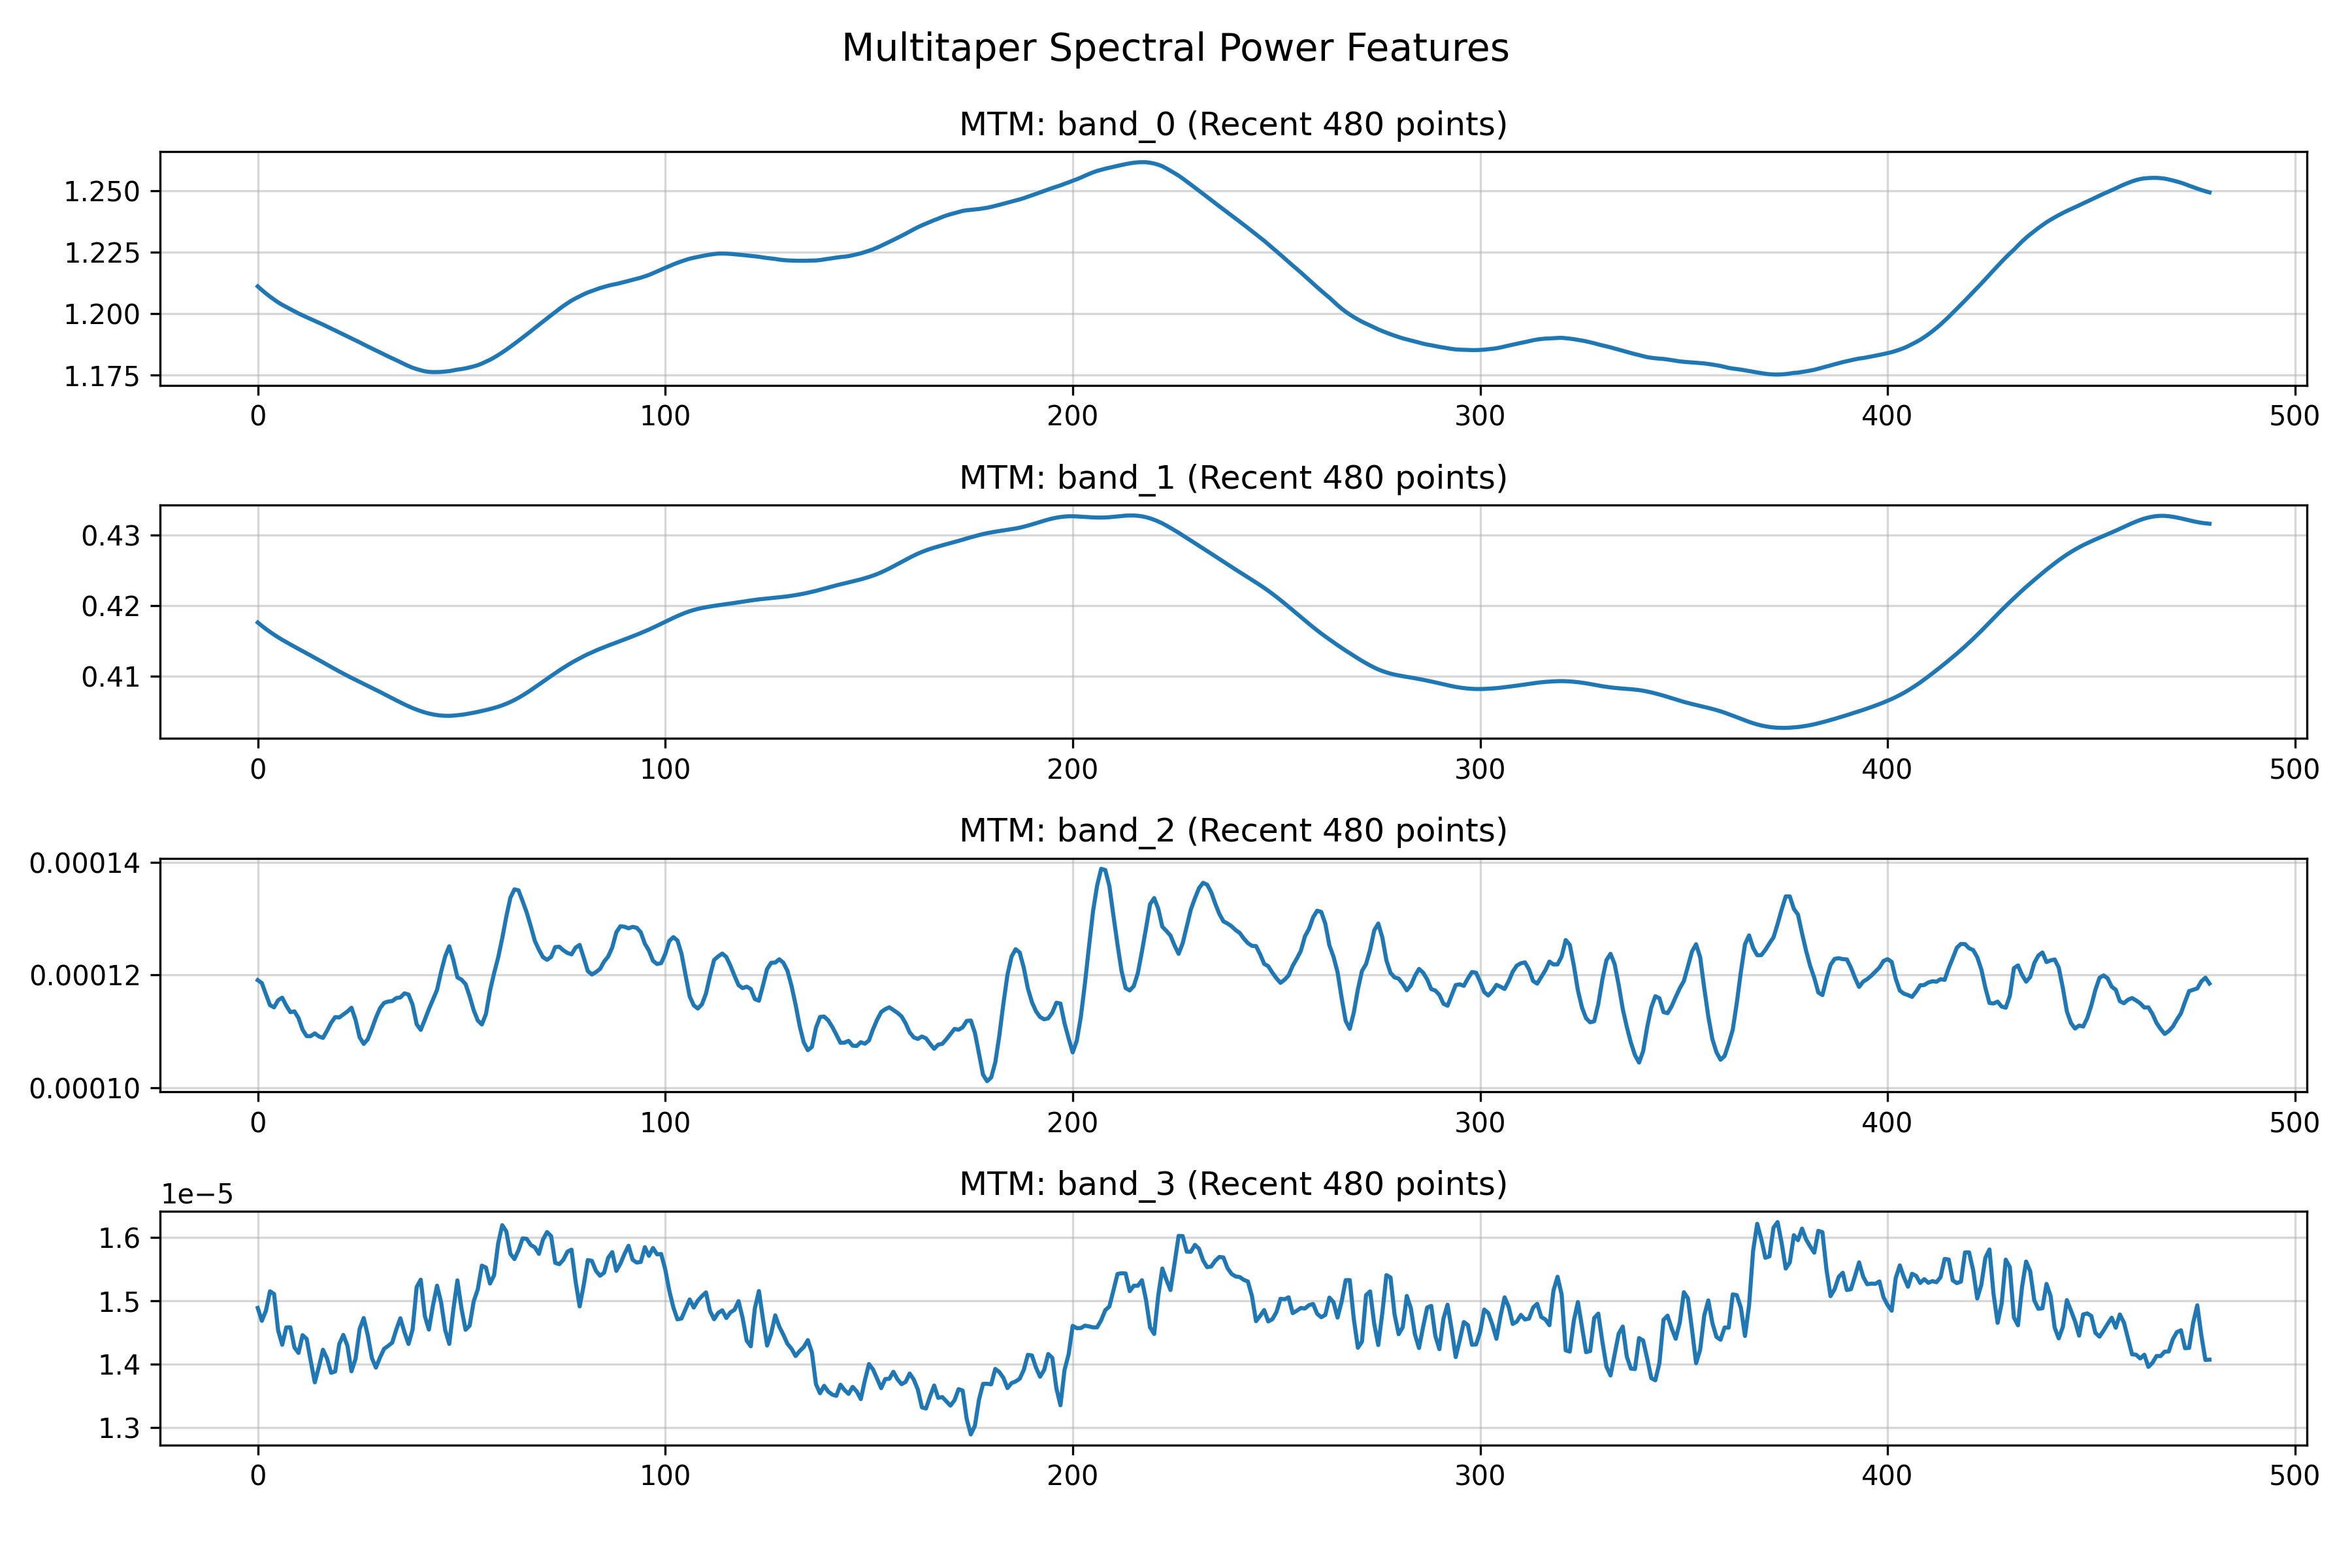 Multitaper Spectral Power Features
MTM: band_0 (Recent 480 points)
1.250
1.225
1.200
1.175
0 100 200 300 400 500
MTM: band_1 (Recent 480 points)
0.43
0.42
0.41
0 100 200 300 400 500
MTM: band_2 (Recent 480 points)
0.00014
0.00012
0.00010
0 100 200 300 400 500
MTM: band_3 (Recent 480 points)
1e−5
1.6
1.5
1.4
1.3
0 100 200 300 400 500